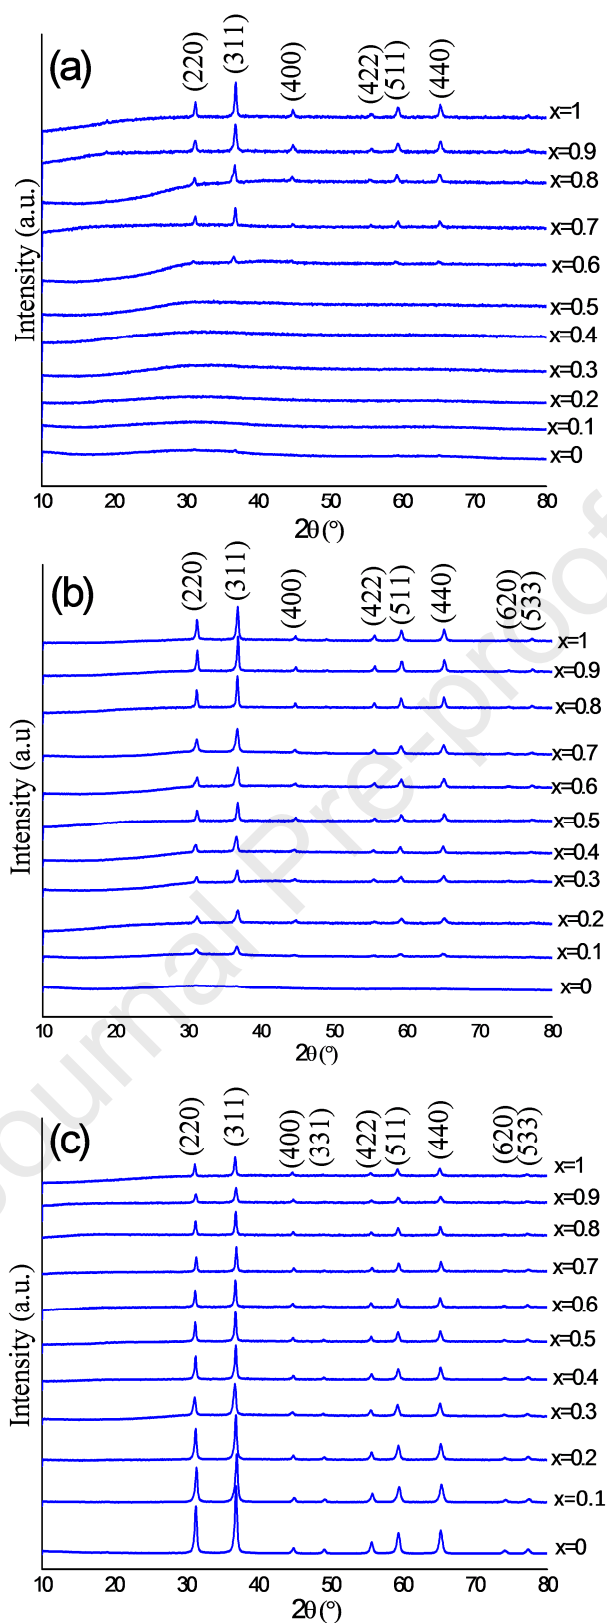 (a)
(220)
(311)
(400)
(422)
(511)
(440)
x=1
x=0.9
x=0.8
x=0.7
x=0.6
x=0.5
x=0.4
x=0.3
x=0.2
x=0.1
x=0
Intensity (a.u.)
10 20 30 40 50 60 70 80
2θ (°)
(b)
(220)
(311)
(400)
(422)
(511)
(440)
(620)
(533)
x=1
x=0.9
x=0.8
x=0.7
x=0.6
x=0.5
x=0.4
x=0.3
x=0.2
x=0.1
x=0
Intensity (a.u)
10 20 30 40 50 60 70 80
2θ (°)
(c)
(220)
(311)
(400)
(331)
(422)
(511)
(440)
(620)
(533)
x=1
x=0.9
x=0.8
x=0.7
x=0.6
x=0.5
x=0.4
x=0.3
x=0.2
x=0.1
x=0
Intensity (a.u.)
10 20 30 40 50 60 70 80
2θ (°)
Journal Pre-proof